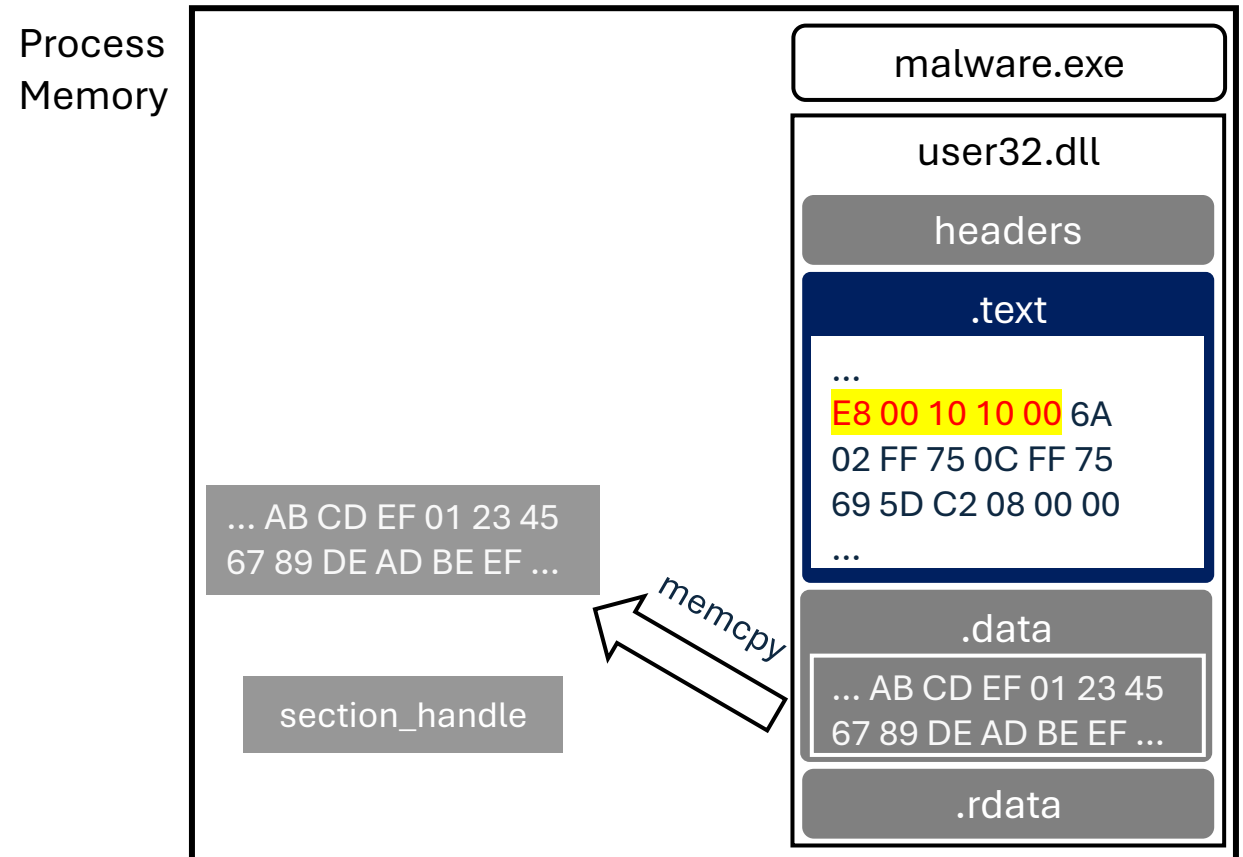 Process
Memory
malware.exe
user32.dll
headers
.text
...
E8 00 10 10 00 6A
02 FF 75 0C FF 75
69 5D C2 08 00 00
...
... AB CD EF 01 23 45
67 89 DE AD BE EF ...
memcpy
section_handle
.data
... AB CD EF 01 23 45
67 89 DE AD BE EF ...
.rdata